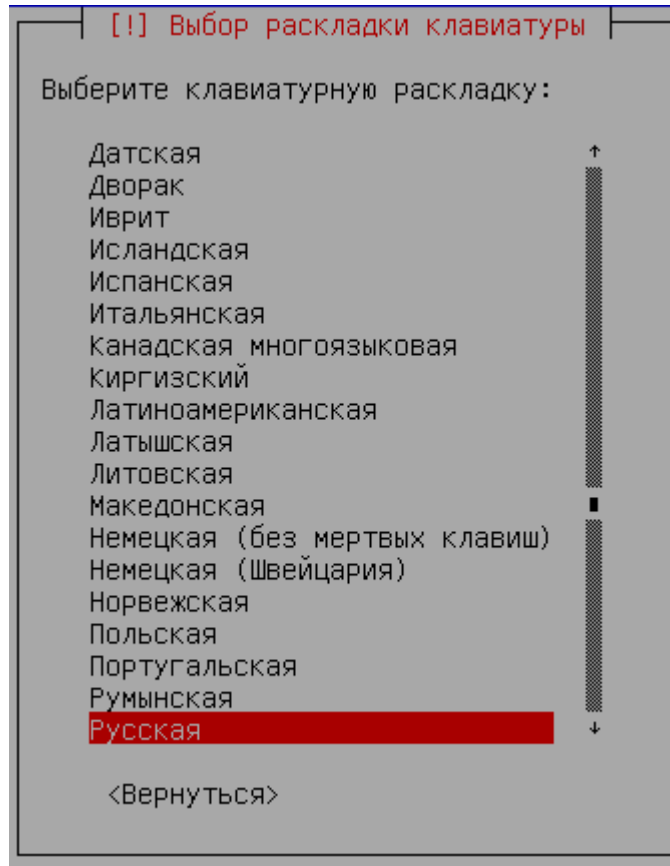 [!] Выбор раскладки клавиатуры
Выберите клавиатурную раскладку:
Датская
Дворак
Иврит
Исландская
Испанская
Итальянская
Канадская многоязыковая
Киргизский
Латиноамериканская
Латышская
Литовская
Македонская
Немецкая (без мертвых клавиш)
Немецкая (Швейцария)
Норвежская
Польская
Португальская
Румынская
Русская
<Вернуться>